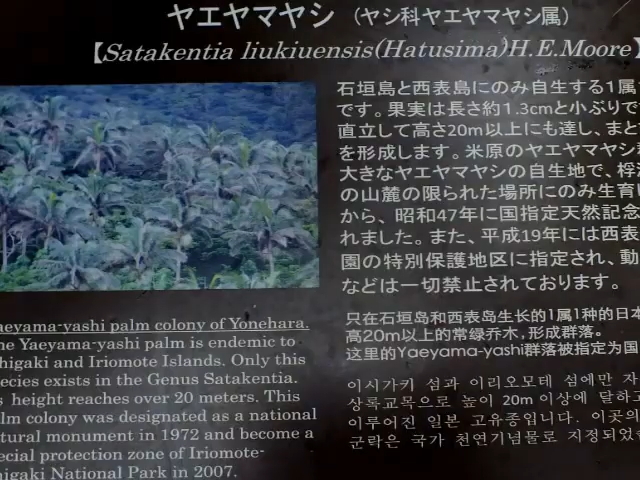 ヤエヤマヤシ（ヤシ科ヤエヤマヤシ属）
【Satakentia liukiuensis(Hatusima)H.E.Moore】
石垣島と西表島にのみ自生する1属
です。果実は長さ約1.3cmと小ぶりで
直立して高さ20m以上にも達し、まと
を形成します。米原のヤエヤマヤシ
大きなヤエヤマヤシの自生地で、桴
の山麓の限られた場所にのみ生育
から、昭和47年に国指定天然記念
れました。また、平成19年には西表
園の特別保護地区に指定され、動
などは一切禁止されております。
aeyama-yashi palm colony of Yonehara.
he Yaeyama-yashi palm is endemic to
higaki and Iriomote Islands. Only this
ecies exists in the Genus Satakentia.
s height reaches over 20 meters. This
lm colony was designated as a national
tural monument in 1972 and become a
ecial protection zone of Iriomote-
higaki National Park in 2007.
只在石垣島和西表島生长的1属1种的日本
高20m以上的常绿乔木,形成群落。
这里的Yaeyama-yashi群落被指定为国
이시가키 섬과 이리오모테 섬에만 자
상록교목으로 높이 20m 이상에 달하고
이루어진 일본 고유종입니다. 이곳의
군락은 국가 천연기념물로 지정되었